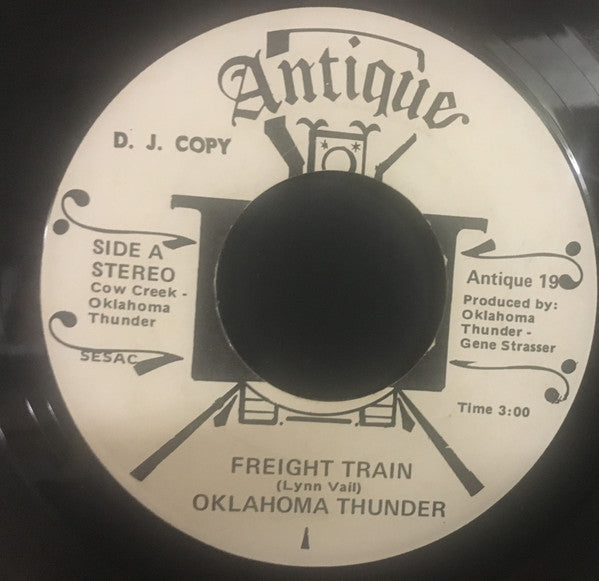 Antique
D. J. COPY
SIDE A
STEREO
Cow Creek -
Oklahoma
Thunder
SESAC
Antique 19
Produced by:
Oklahoma
Thunder -
Gene Strasser
Time 3:00
FREIGHT TRAIN
(Lynn Vail)
OKLAHOMA THUNDER